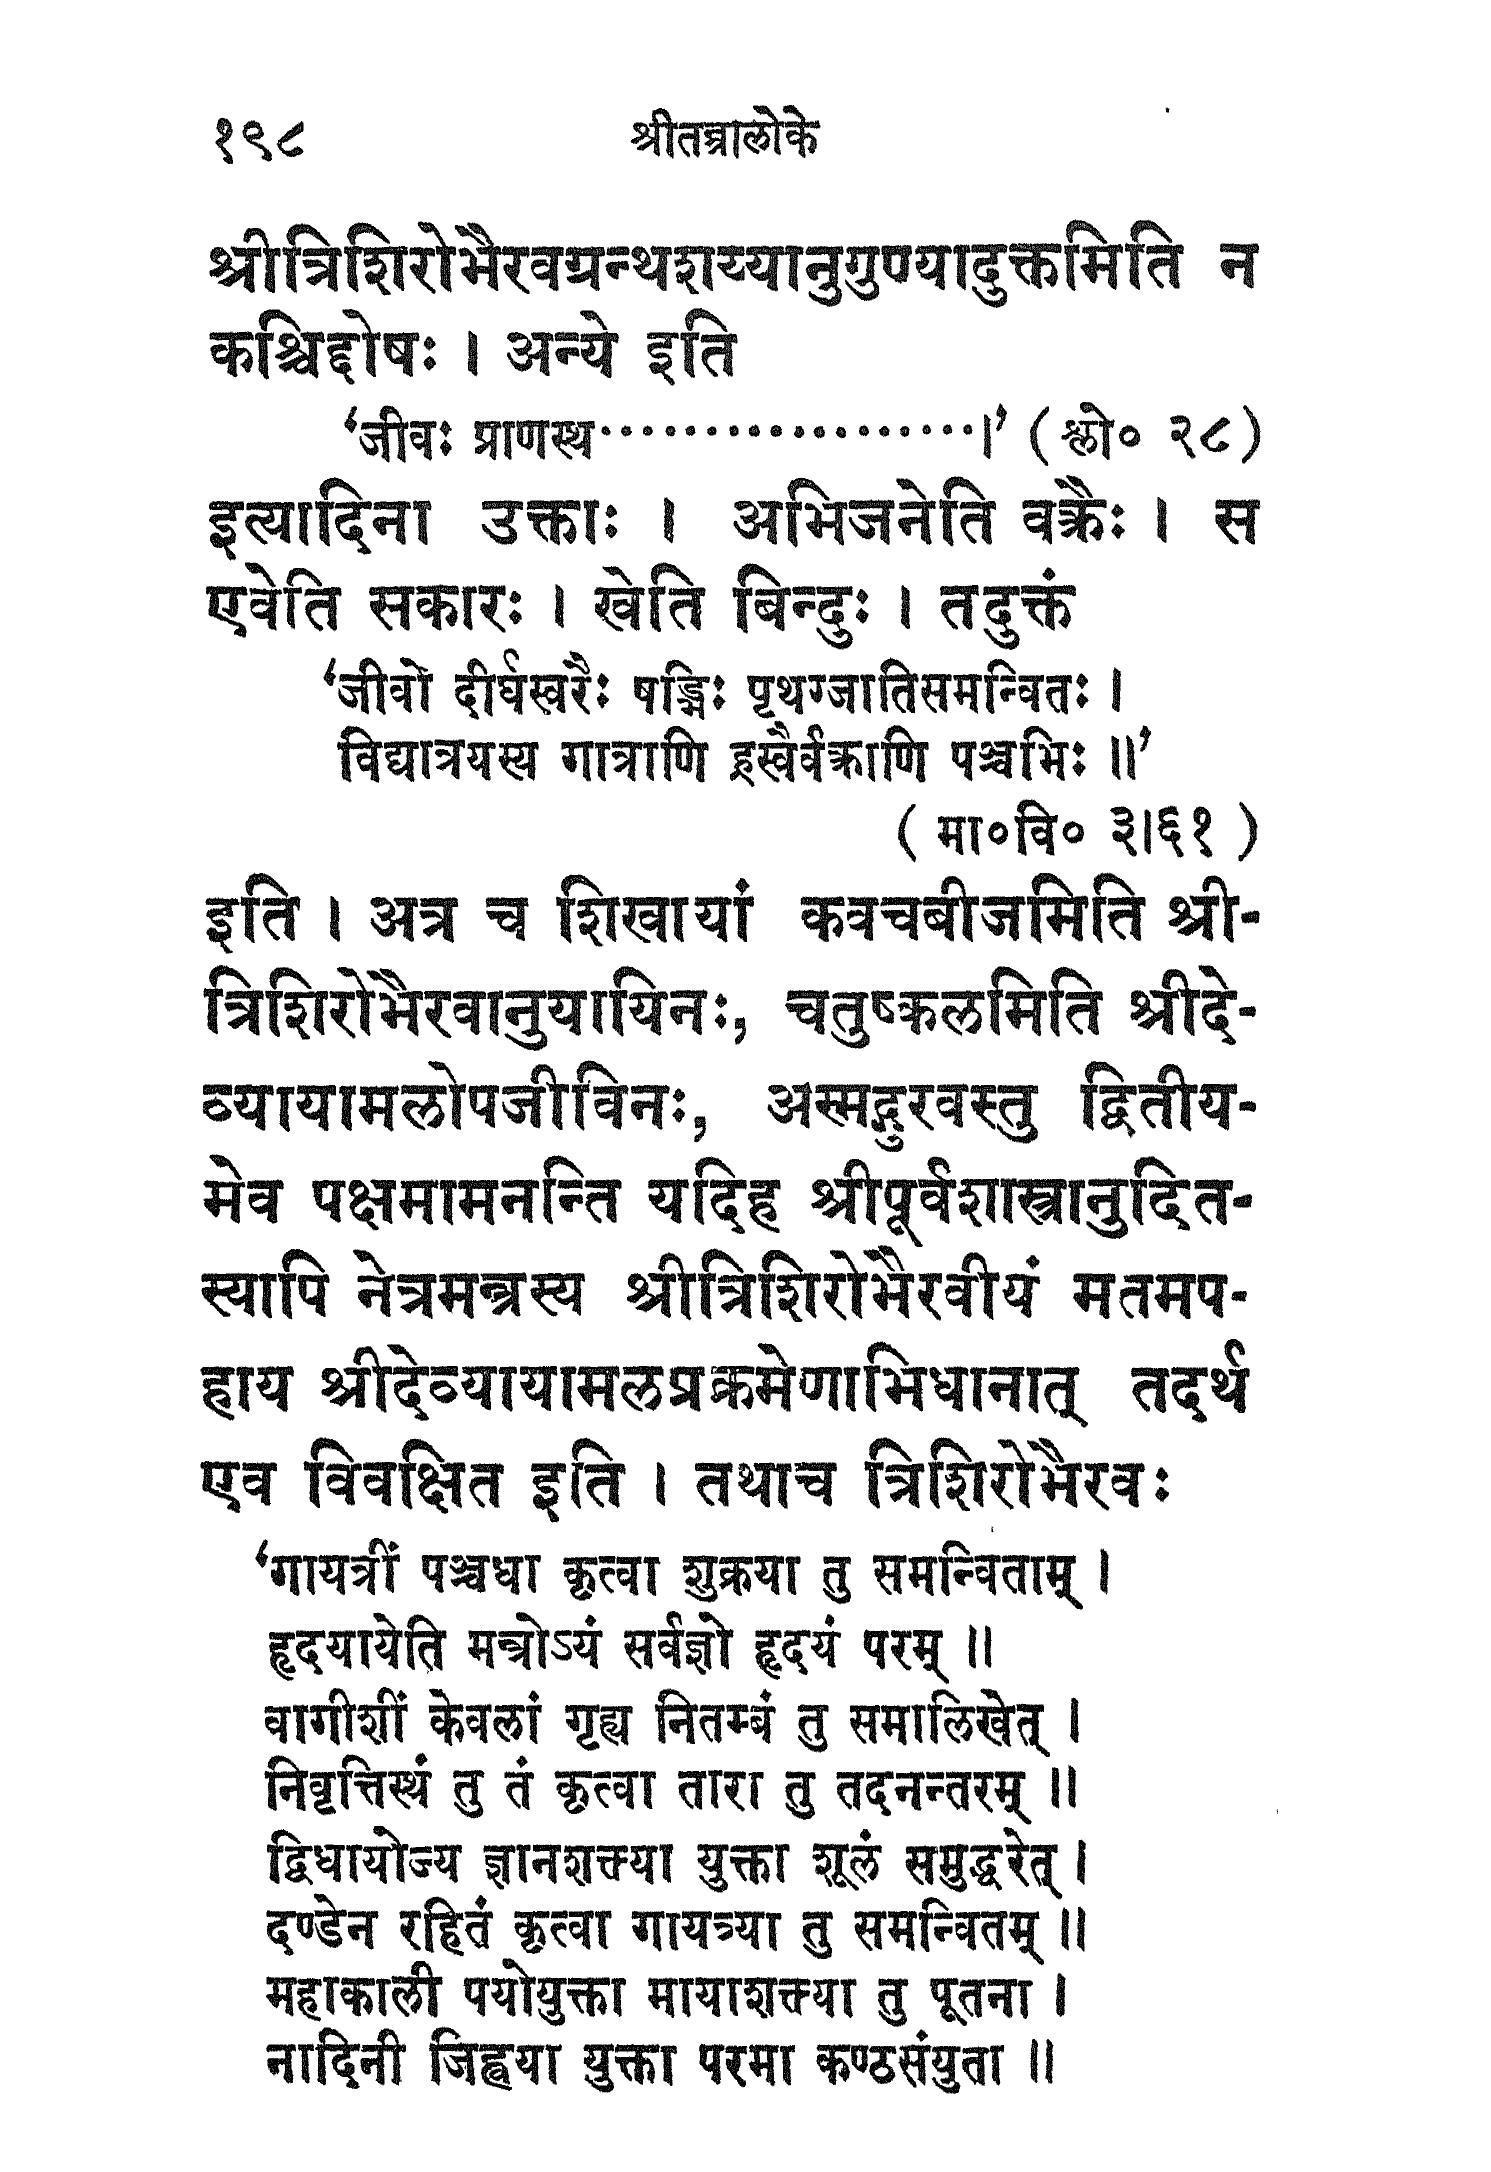 १९८ श्रीतन्त्रालोके
श्रीत्रिशिरोभैरवग्रन्थशय्यानुगुण्यादुक्तमिति न
कश्चिद्दोषः । अन्ये इति
‘जीवः प्राणस्थ··················।’ ( श्लो० २८ )
इत्यादिना उक्ताः । अभिजनेति वक्त्रैः । स
एवेति सकारः । खेति बिन्दुः । तदुक्तं
‘जीवो दीर्घस्वरैः षड्भिः पृथग्जातिसमन्वितः ।
विद्यात्रयस्य गात्राणि ह्रस्वैर्वक्त्राणि पञ्चभिः ॥’
( मा०वि० ३।६१ )
इति । अत्र च शिखायां कवचबीजमिति श्री-
त्रिशिरोभैरवानुयायिनः, चतुष्कलमिति श्रीदे-
व्यायामलोपजीविनः, अस्मद्गुरवस्तु द्वितीय-
मेव पक्षमामनन्ति यदिह श्रीपूर्वशास्त्रानुदित-
स्यापि नेत्रमन्त्रस्य श्रीत्रिशिरोभैरवीयं मतमप-
हाय श्रीदेव्यायामलप्रक्रमेणाभिधानात् तदर्थ
एव विवक्षित इति । तथाच त्रिशिरोभैरवः
‘गायत्रीं पञ्चधा कृत्वा शुक्रया तु समन्विताम् ।
हृदयायेति मन्त्रोऽयं सर्वज्ञो हृदयं परम् ॥
वागीशीं केवलां गृह्य नितम्बं तु समालिखेत् ।
निवृत्तिस्थं तु तं कृत्वा तारा तु तदनन्तरम् ॥
द्विधायोज्य ज्ञानशक्त्या युक्ता शूलं समुद्धरेत् ।
दण्डेन रहितं कृत्वा गायत्र्या तु समन्वितम् ॥
महाकाली पयोयुक्ता मायाशक्त्या तु पूतना ।
नादिनी जिह्वया युक्ता परमा कण्ठसंयुता ॥